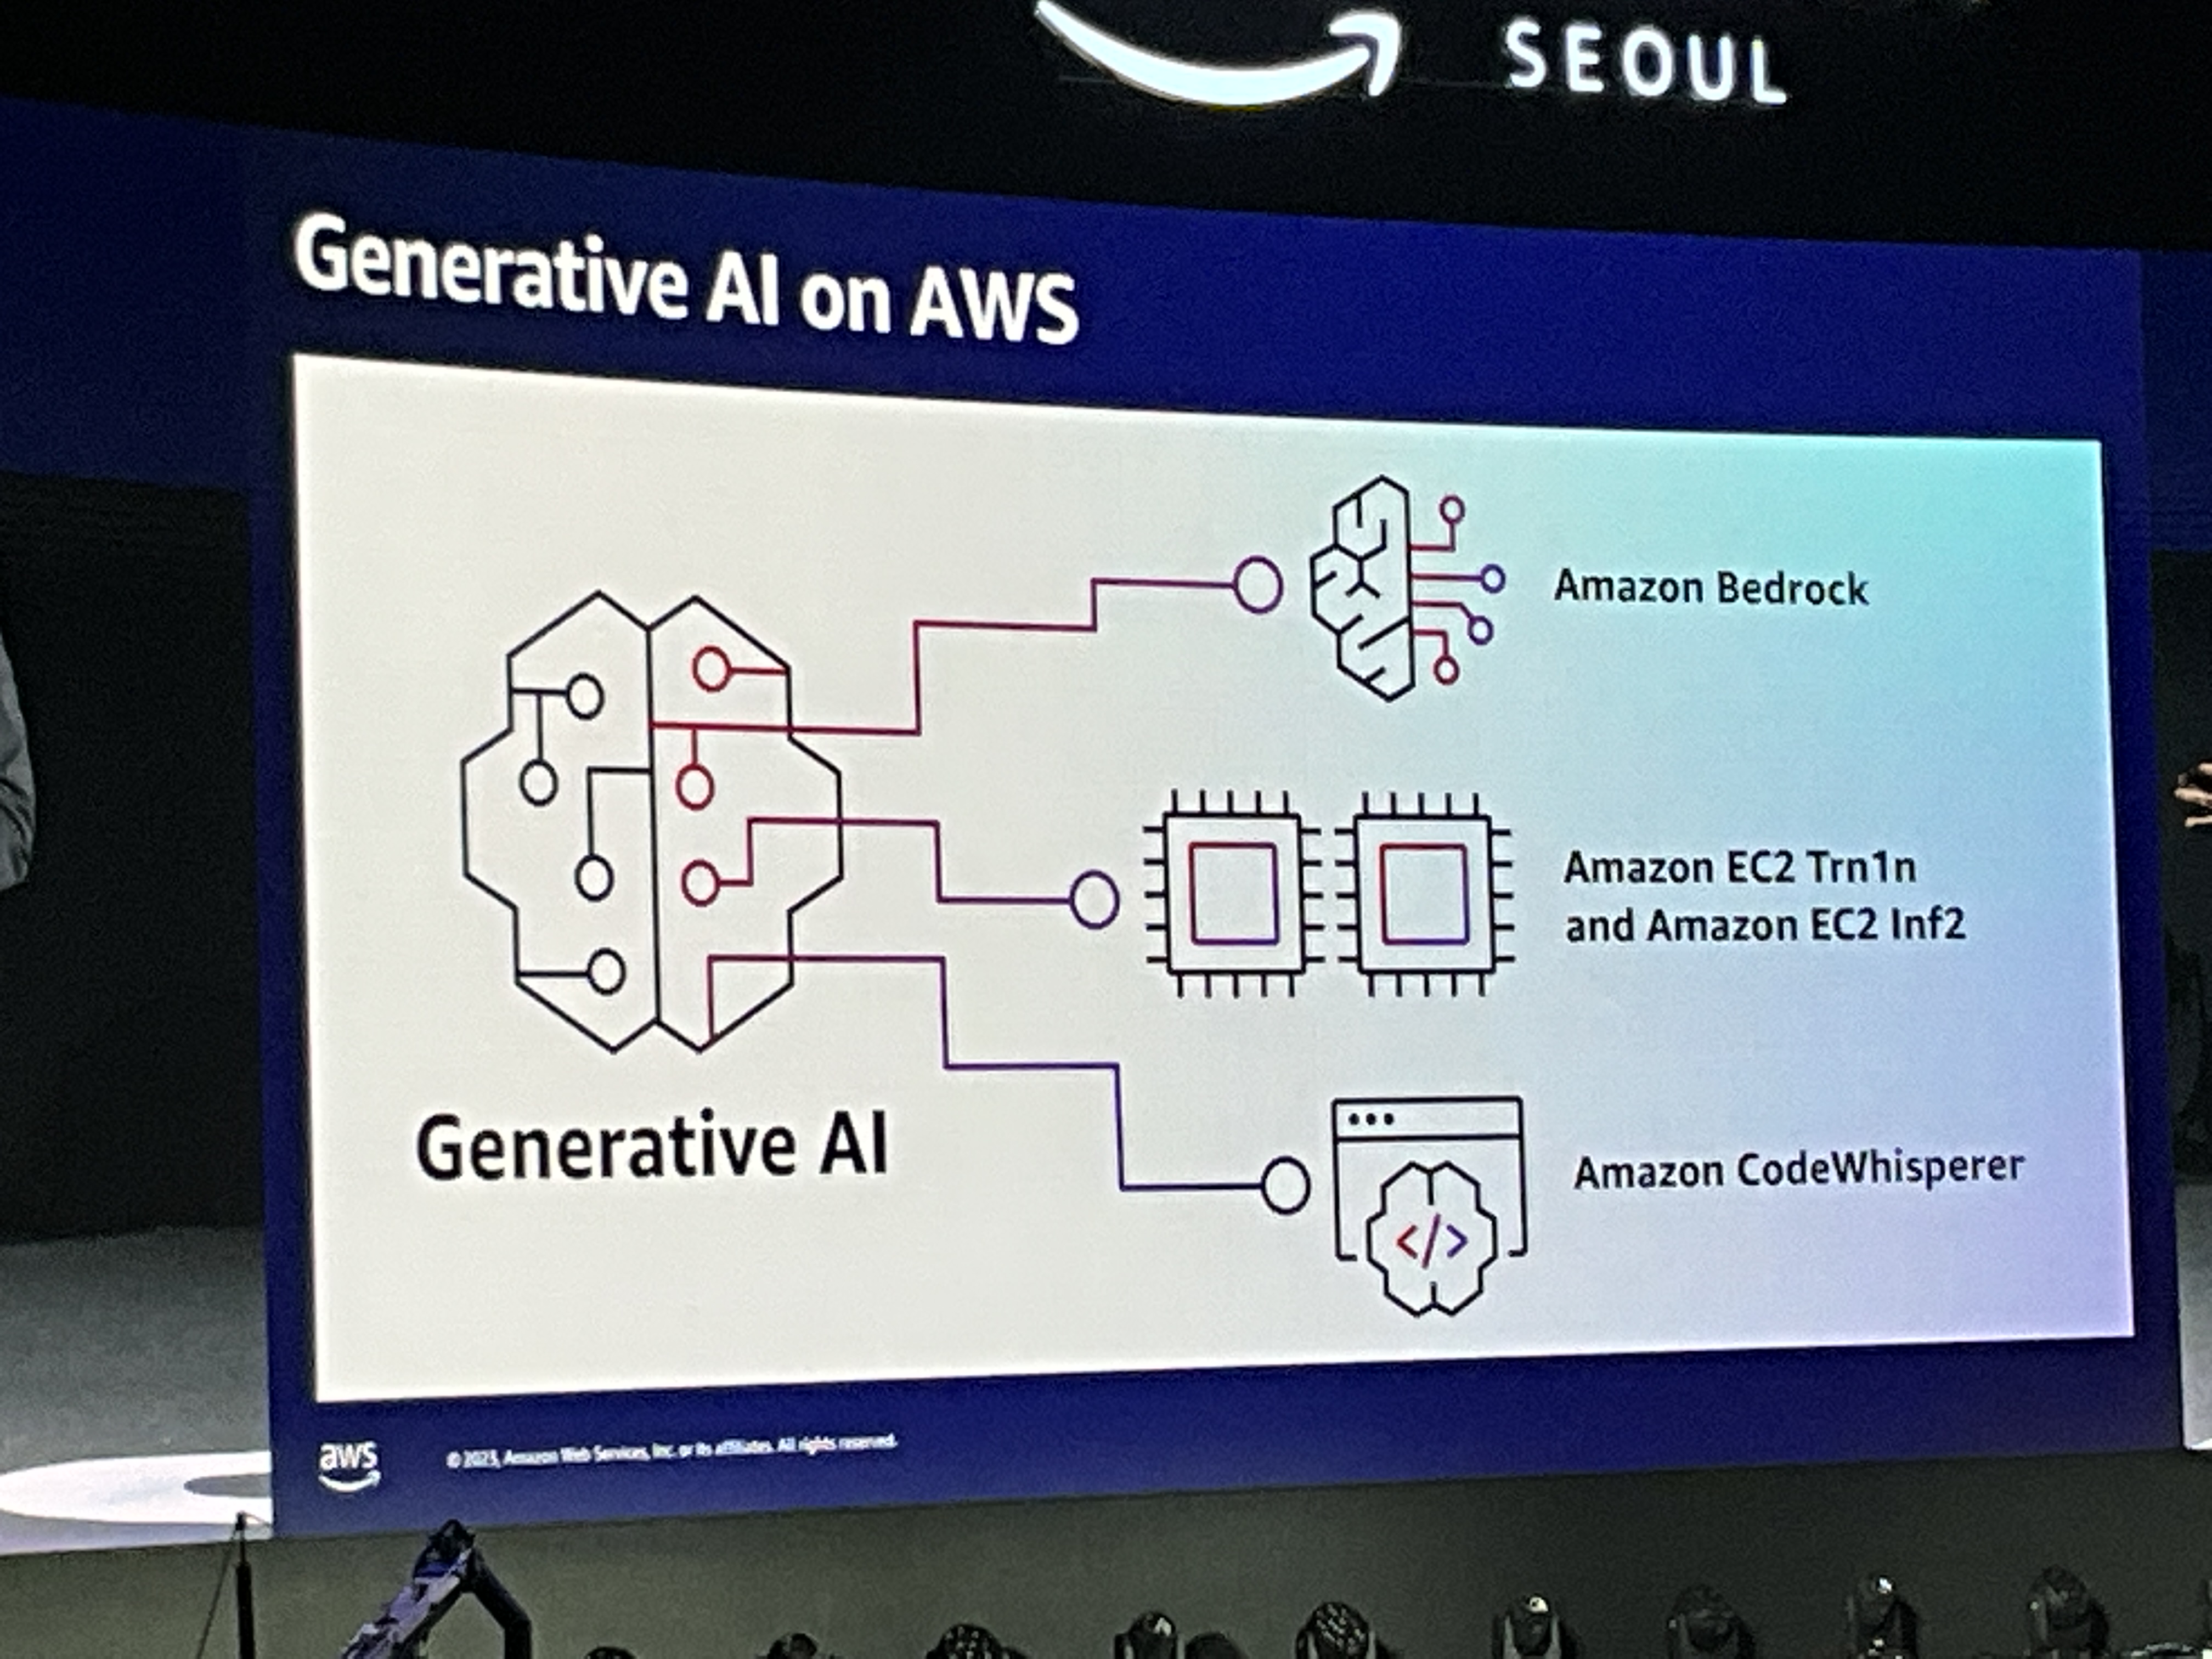 SEOUL
Generative AI on AWS
Amazon Bedrock
Amazon EC2 Trn1n
and Amazon EC2 Inf2
Generative AI
Amazon CodeWhisperer
</>
aws
© 2023, Amazon Web Services, Inc. or its affiliates. All rights reserved.